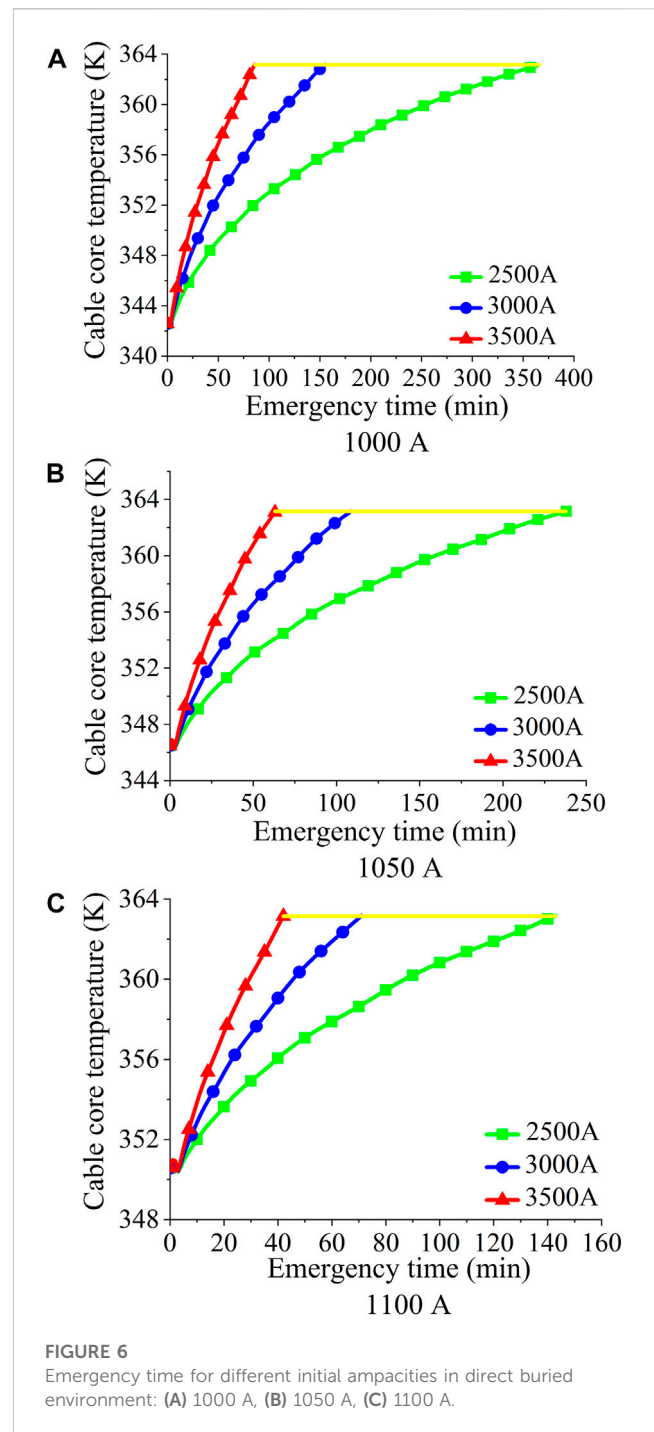 A
Cable core temperature (K)
364
360
356
352
348
344
340
2500A
3000A
3500A
0 50 100 150 200 250 300 350 400
Emergency time (min)
1000 A
B
Cable core temperature (K)
364
360
356
352
348
344
2500A
3000A
3500A
0 50 100 150 200 250
Emergency time (min)
1050 A
C
Cable core temperature (K)
364
360
356
352
348
2500A
3000A
3500A
0 20 40 60 80 100 120 140 160
Emergency time (min)
1100 A
FIGURE 6
Emergency time for different initial ampacities in direct buried
environment: (A) 1000 A, (B) 1050 A, (C) 1100 A.